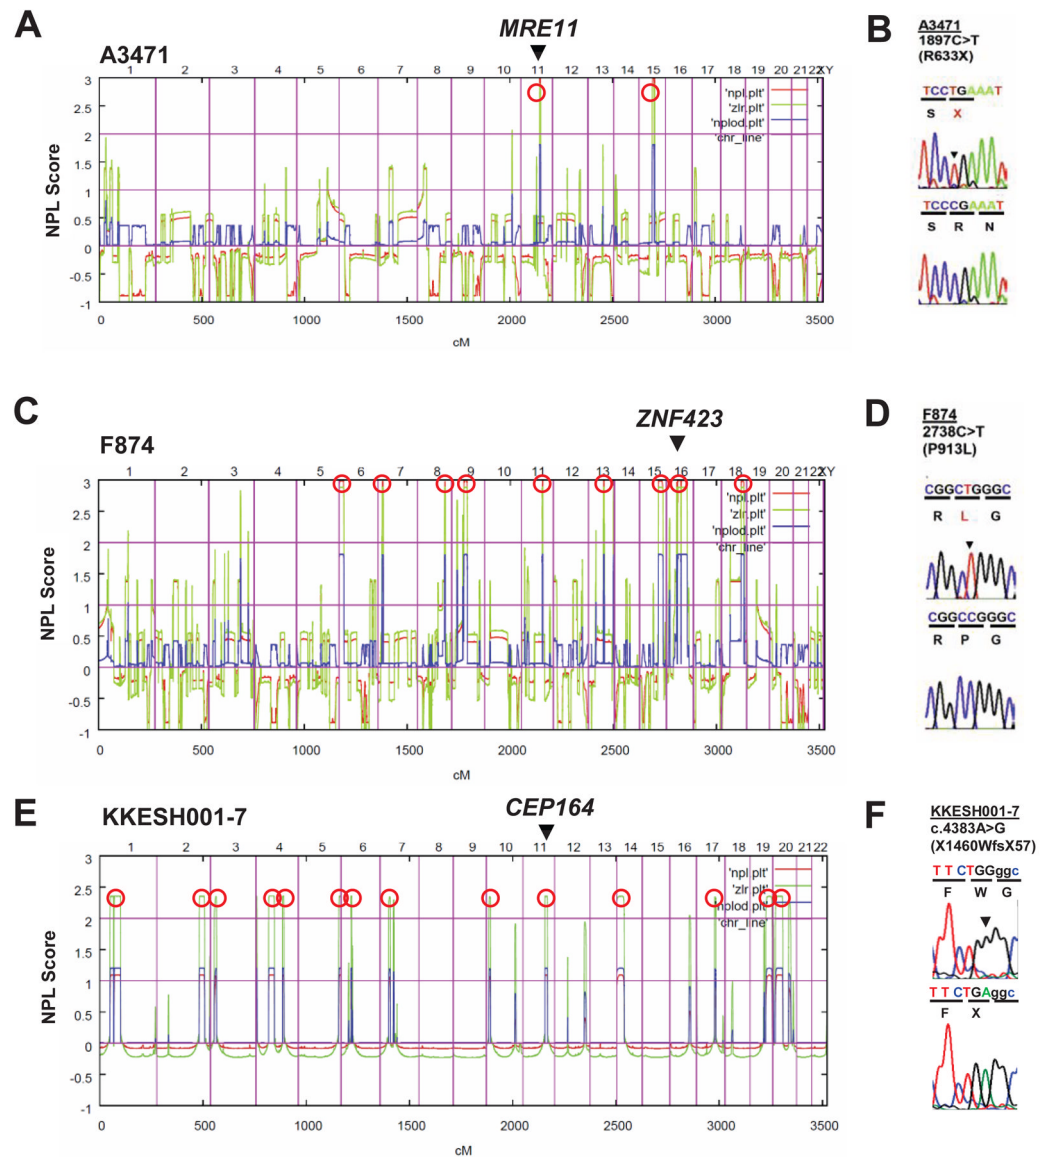 A
MRE11
A3471
1 2 3 4 5 6 7 8 9 10 11 12 13 14 15 16 17 18 19 20 21 22 XY
3
2.5
2
1.5
1
0.5
0
-0.5
-1
NPL Score
'npl.plt'
'zlr.plt'
'nplod.plt'
'chr_line'
0 500 1000 1500 2000 2500 3000 3500
cM
B
A3471
1897C>T
(R633X)
TCCTGAAAT
S X
TCCCGAAAT
S R N
C
ZNF423
F874
1 2 3 4 5 6 7 8 9 10 11 12 13 14 15 16 17 18 19 20 21 22 XY
3
2.5
2
1.5
1
0.5
0
-0.5
-1
NPL Score
'npl.plt'
'zlr.plt'
'nplod.plt'
'chr_line'
0 500 1000 1500 2000 2500 3000 3500
cM
D
F874
2738C>T
(P913L)
CGGCTGGGC
R L G
CGGCCGGGC
R P G
E
CEP164
KKESH001-7
1 2 3 4 5 6 7 8 9 10 11 12 13 14 15 16 17 18 19 20 21 22
3
2.5
2
1.5
1
0.5
0
-0.5
-1
NPL Score
'npl.plt'
'zlr.plt'
'nplod.plt'
'chr_line'
0 500 1000 1500 2000 2500 3000 3500
cM
F
KKESH001-7
c.4383A>G
(X1460WfsX57)
TTCTGGggc
F W G
TTCTGAggc
F X